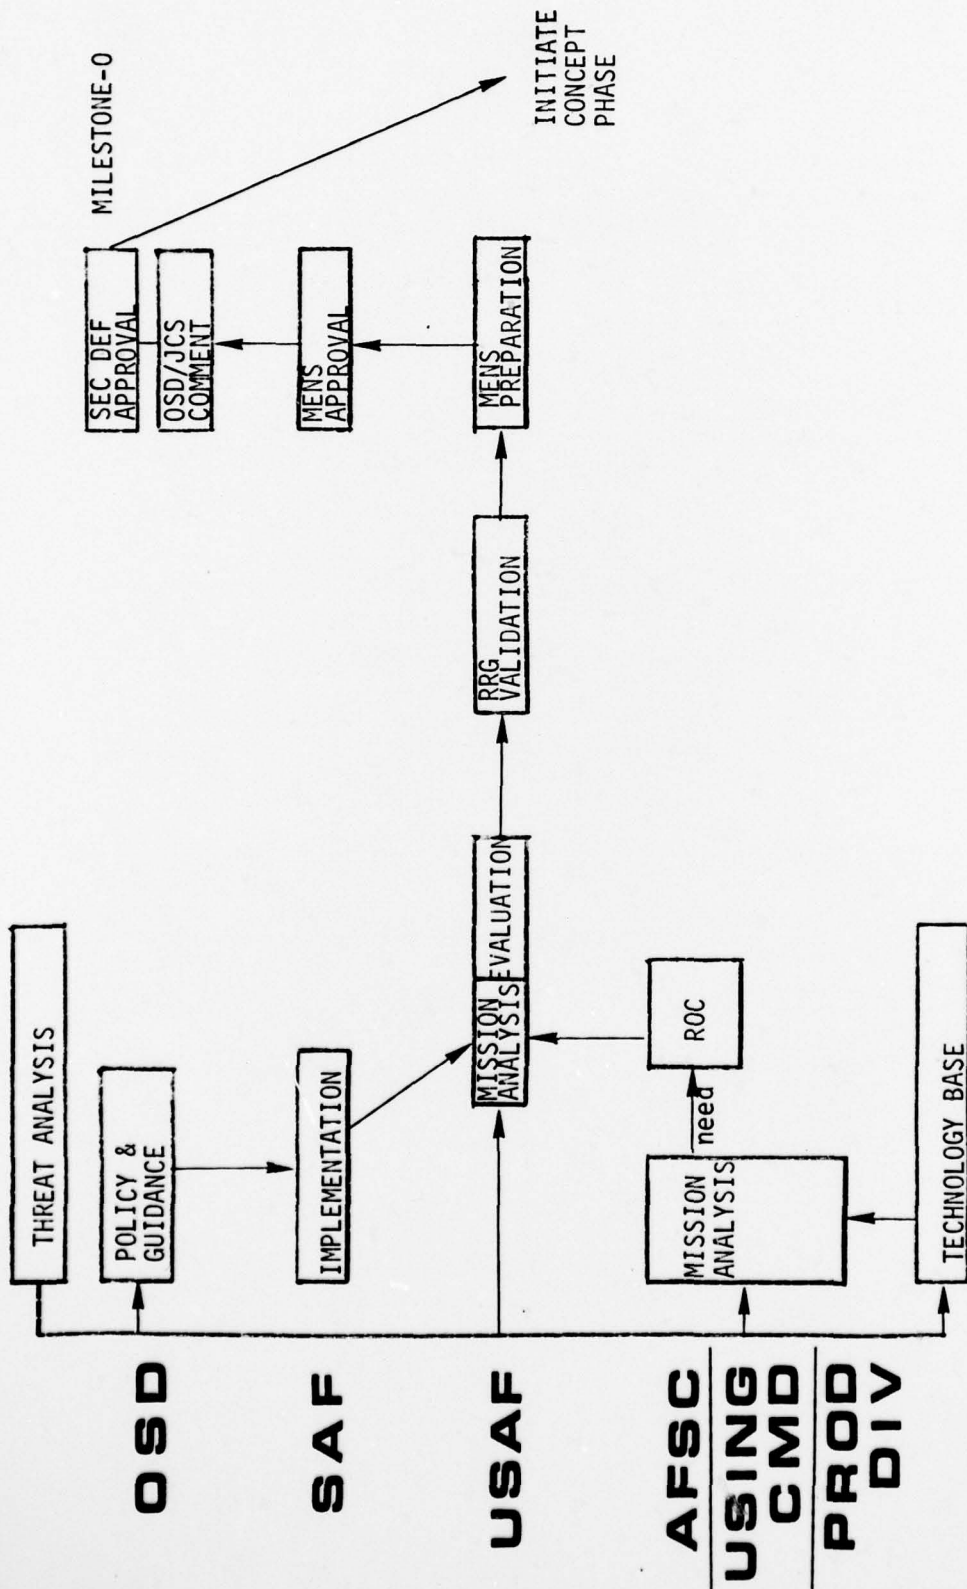 THREAT ANALYSIS
OSD
POLICY &
GUIDANCE
SEC DEF
APPROVAL
MILESTONE-0
OSD/JCS
COMMENT
SAF
IMPLEMENTATION
MENS
APPROVAL
USAF
MISSION
ANALYSIS
EVALUATION
RRG
VALIDATION
MENS
PREPARATION
INITIATE
CONCEPT
PHASE
AFSC
USING
CMD
PROD
DIV
MISSION
ANALYSIS
need
ROC
TECHNOLOGY BASE